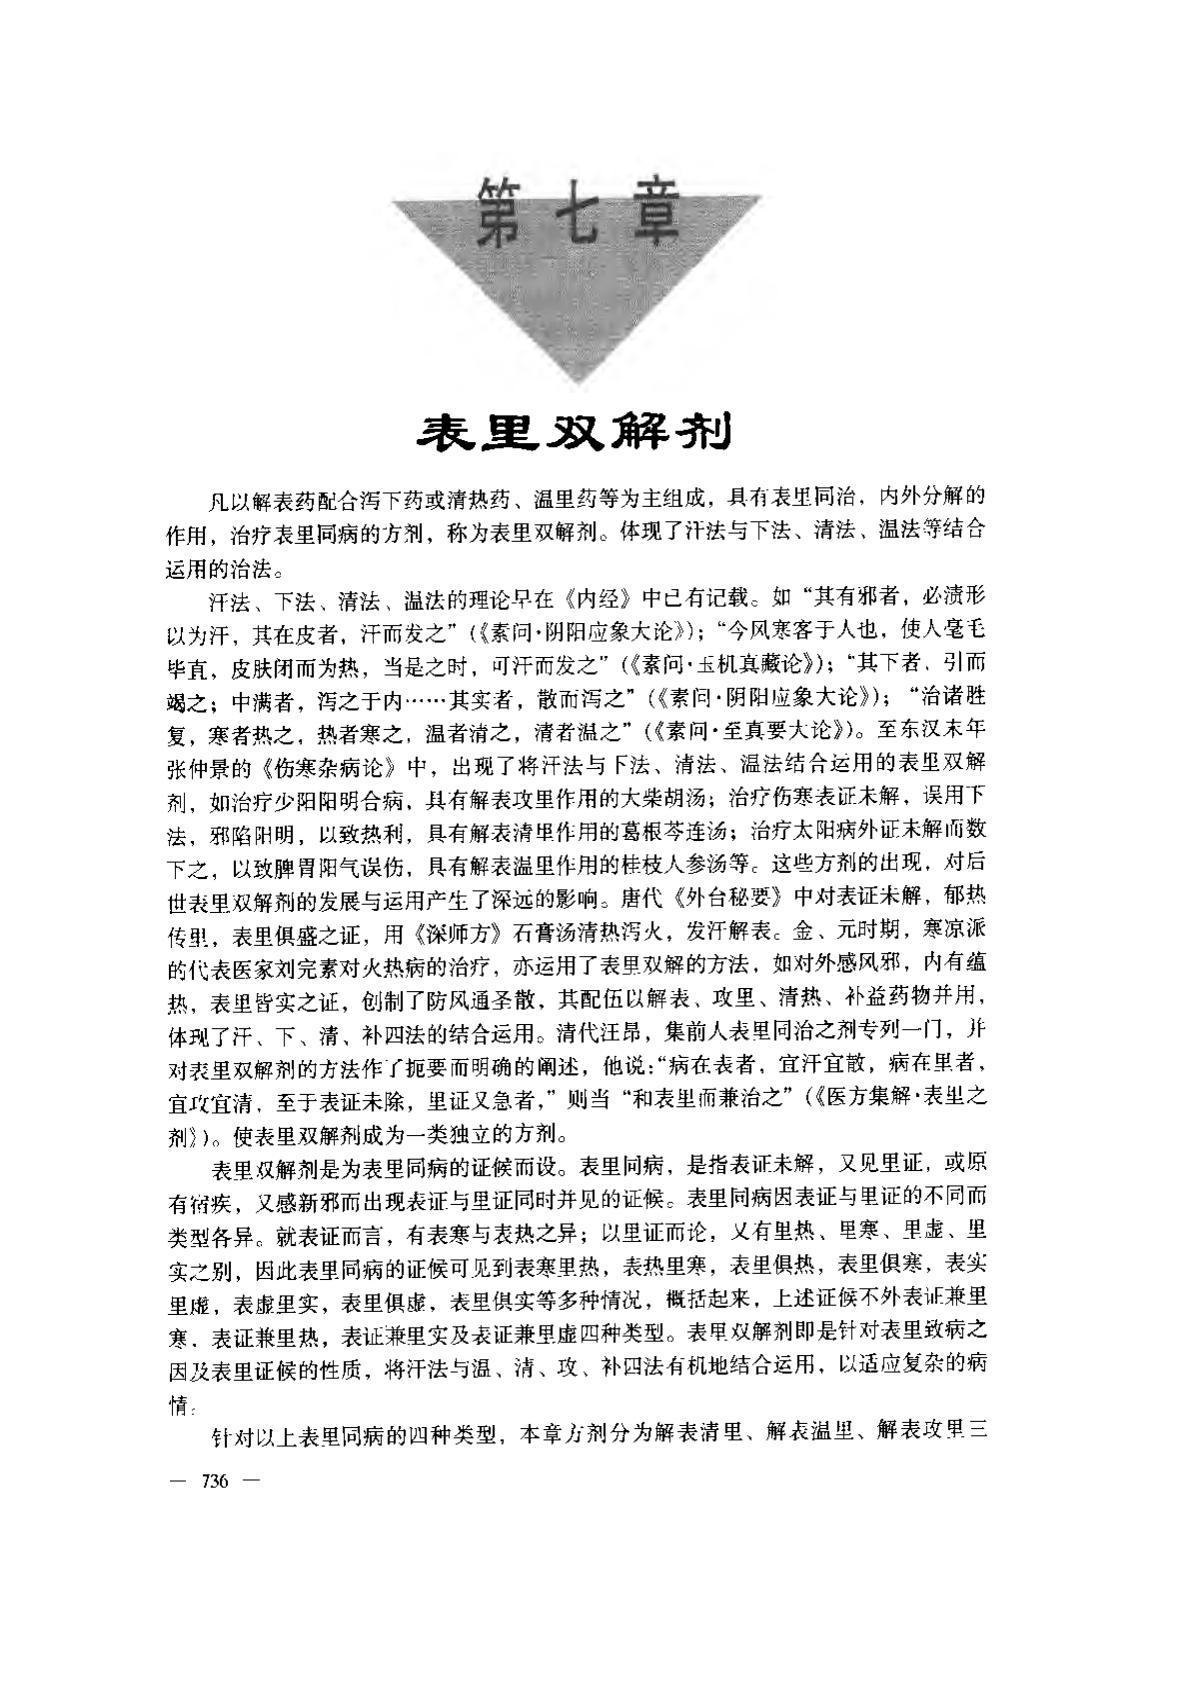 第七章
表里双解剂
凡以解表药配合泻下药或清热药、温里药等为主组成，具有表里同治，内外分解的
作用，治疗表里同病的方剂，称为表里双解剂。体现了汗法与下法、清法、温法等结合
运用的治法。
汗法、下法、清法、温法的理论早在《内经》中已有记载。如“其有邪者，必渍形
以为汗，其在皮者，汗而发之”（《素问·阴阳应象大论》）；“今风寒客于人也，使人毫毛
毕直，皮肤闭而为热，当是之时，可汗而发之”（《素问·玉机真藏论》）；“其下者，引而
竭之；中满者，泻之于内……其实者，散而泻之”（《素问·阴阳应象大论》）；“治诸胜
复，寒者热之，热者寒之，温者清之，清者温之”（《素问·至真要大论》）。至东汉末年
张仲景的《伤寒杂病论》中，出现了将汗法与下法、清法、温法结合运用的表里双解
剂，如治疗少阳阳明合病，具有解表攻里作用的大柴胡汤；治疗伤寒表证未解，误用下
法，邪陷阳明，以致热利，具有解表清里作用的葛根芩连汤；治疗太阳病外证未解而数
下之，以致脾胃阳气误伤，具有解表温里作用的桂枝人参汤等。这些方剂的出现，对后
世表里双解剂的发展与运用产生了深远的影响。唐代《外台秘要》中对表证未解，郁热
传里，表里俱盛之证，用《深师方》石膏汤清热泻火，发汗解表。金、元时期，寒凉派
的代表医家刘完素对火热病的治疗，亦运用了表里双解的方法，如对外感风邪，内有蕴
热，表里皆实之证，创制了防风通圣散，其配伍以解表、攻里、清热、补益药物并用，
体现了汗、下、清、补四法的结合运用。清代汪昂，集前人表里同治之剂专列一门，并
对表里双解剂的方法作了扼要而明确的阐述，他说：“病在表者，宜汗宜散，病在里者，
宜攻宜清，至于表证未除，里证又急者，”则当“和表里而兼治之”（《医方集解·表里之
剂》）。使表里双解剂成为一类独立的方剂。
表里双解剂是为表里同病的证候而设。表里同病，是指表证未解，又见里证，或原
有宿疾，又感新邪而出现表证与里证同时并见的证候。表里同病因表证与里证的不同而
类型各异。就表证而言，有表寒与表热之异；以里证而论，又有里热、里寒、里虚、里
实之别，因此表里同病的证候可见到表寒里热，表热里寒，表里俱热，表里俱寒，表实
里虚，表虚里实，表里俱虚，表里俱实等多种情况，概括起来，上述证候不外表证兼里
寒，表证兼里热，表证兼里实及表证兼里虚四种类型。表里双解剂即是针对表里致病之
因及表里证候的性质，将汗法与温、清、攻、补四法有机地结合运用，以适应复杂的病
情。
针对以上表里同病的四种类型，本章方剂分为解表清里、解表温里、解表攻里三
— 736 —